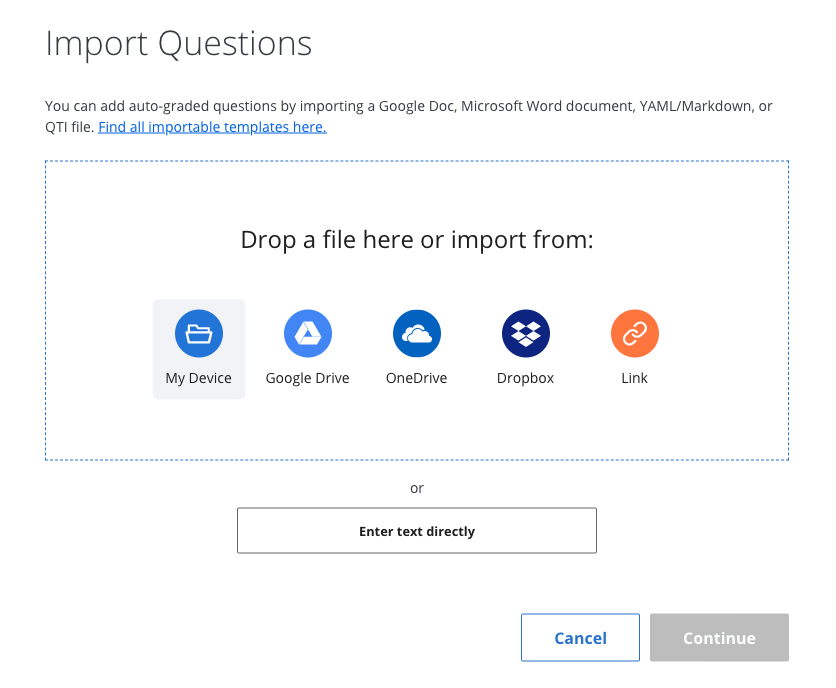 Import Questions
You can add auto-graded questions by importing a Google Doc, Microsoft Word document, YAML/Markdown, or
QTI file. Find all importable templates here.
Drop a file here or import from:
My Device Google Drive OneDrive Dropbox Link
or
Enter text directly
Cancel Continue